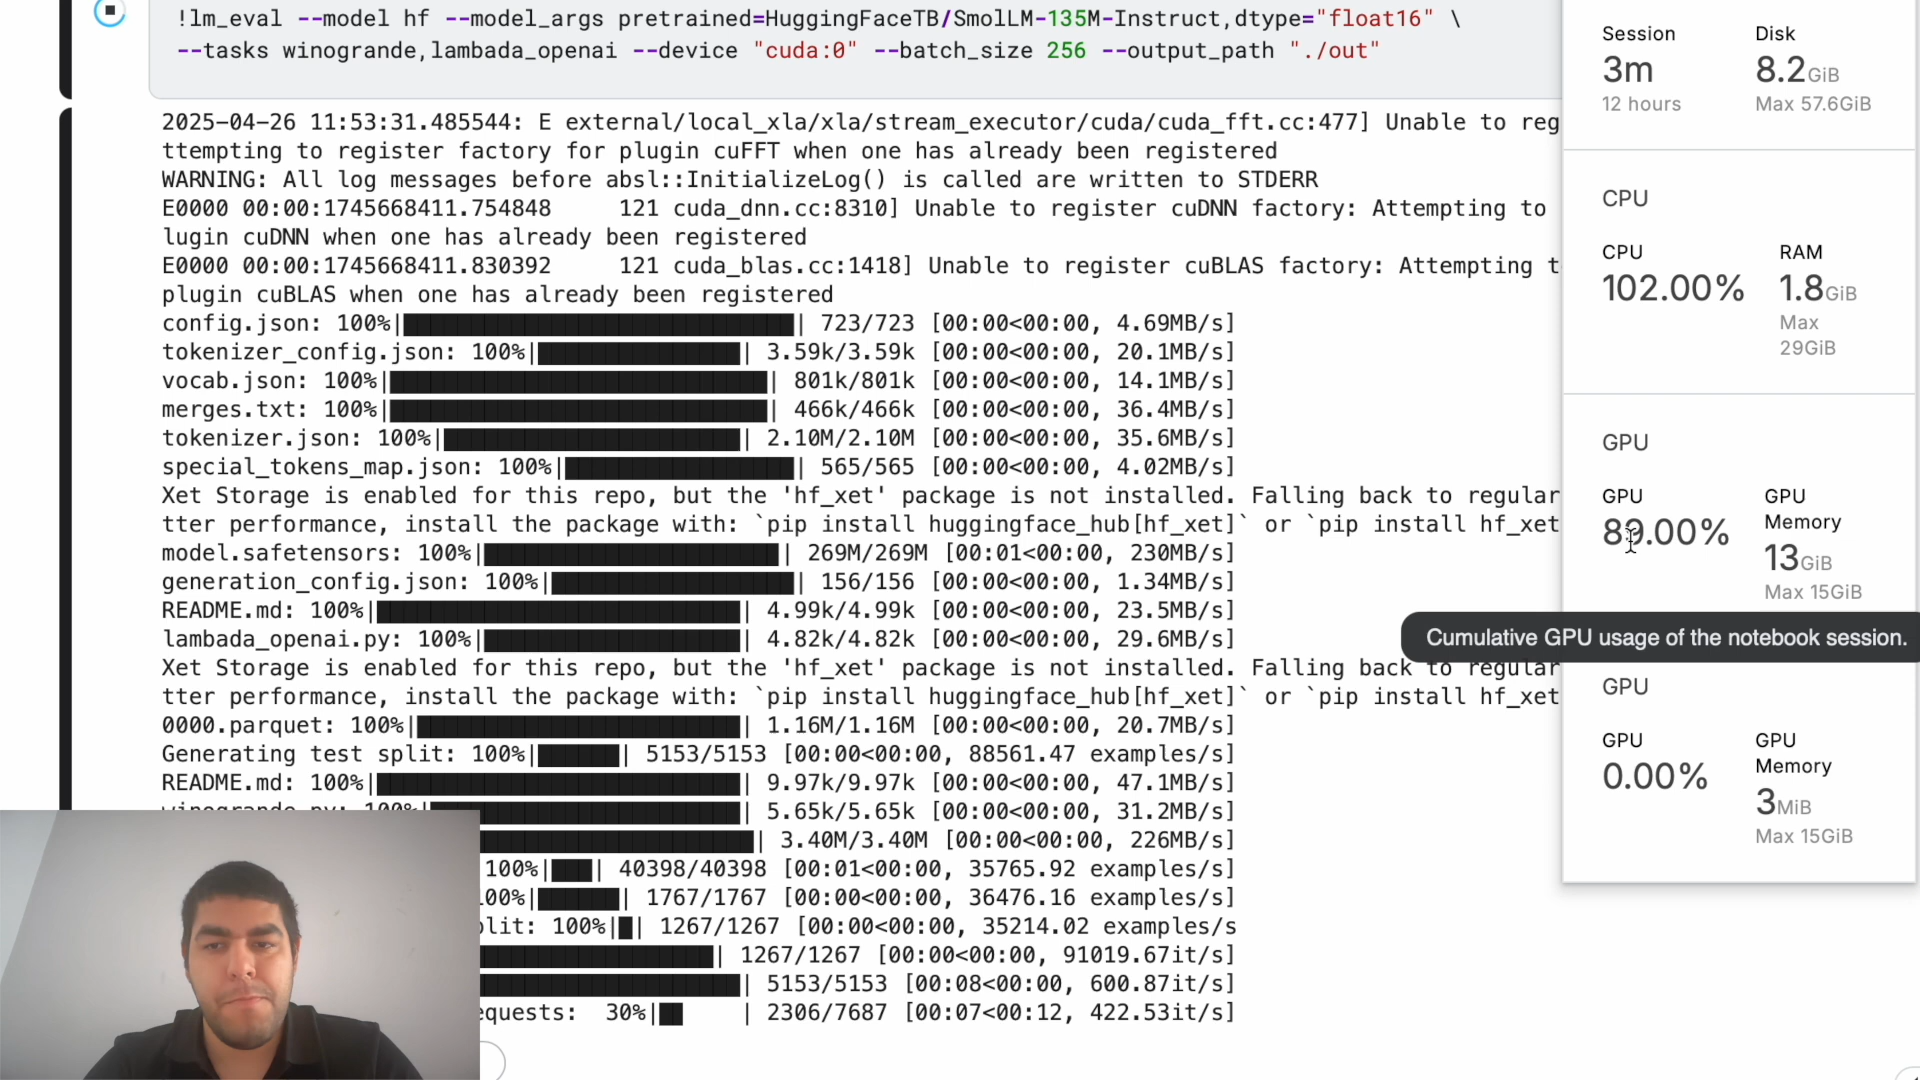 !lm_eval --model hf --model_args pretrained=HuggingFaceTB/SmolLM-135M-Instruct,dtype="float16" \
--tasks winogrande,lambada_openai --device "cuda:0" --batch_size 256 --output_path "./out"
2025-04-26 11:53:31.485544: E external/local_xla/xla/stream_executor/cuda/cuda_fft.cc:477] Unable to reg
ttempting to register factory for plugin cuFFT when one has already been registered
WARNING: All log messages before absl::InitializeLog() is called are written to STDERR
E0000 00:00:1745668411.754848     121 cuda_dnn.cc:8310] Unable to register cuDNN factory: Attempting to
lugin cuDNN when one has already been registered
E0000 00:00:1745668411.830392     121 cuda_blas.cc:1418] Unable to register cuBLAS factory: Attempting t
plugin cuBLAS when one has already been registered
config.json: 100%| | 723/723 [00:00<00:00, 4.69MB/s]
tokenizer_config.json: 100%| | 3.59k/3.59k [00:00<00:00, 20.1MB/s]
vocab.json: 100%| | 801k/801k [00:00<00:00, 14.1MB/s]
merges.txt: 100%| | 466k/466k [00:00<00:00, 36.4MB/s]
tokenizer.json: 100%| | 2.10M/2.10M [00:00<00:00, 35.6MB/s]
special_tokens_map.json: 100%| | 565/565 [00:00<00:00, 4.02MB/s]
Xet Storage is enabled for this repo, but the 'hf_xet' package is not installed. Falling back to regular
tter performance, install the package with: `pip install huggingface_hub[hf_xet]` or `pip install hf_xet
model.safetensors: 100%| | 269M/269M [00:01<00:00, 230MB/s]
generation_config.json: 100%| | 156/156 [00:00<00:00, 1.34MB/s]
README.md: 100%| | 4.99k/4.99k [00:00<00:00, 23.5MB/s]
lambada_openai.py: 100%| | 4.82k/4.82k [00:00<00:00, 29.6MB/s]
Xet Storage is enabled for this repo, but the 'hf_xet' package is not installed. Falling back to regular
tter performance, install the package with: `pip install huggingface_hub[hf_xet]` or `pip install hf_xet
0000.parquet: 100%| | 1.16M/1.16M [00:00<00:00, 20.7MB/s]
Generating test split: 100%| | 5153/5153 [00:00<00:00, 88561.47 examples/s]
README.md: 100%| | 9.97k/9.97k [00:00<00:00, 47.1MB/s]
winogrande.py: 100%| | 5.65k/5.65k [00:00<00:00, 31.2MB/s]
| 3.40M/3.40M [00:00<00:00, 226MB/s]
100%| | 40398/40398 [00:01<00:00, 35765.92 examples/s]
100%| | 1767/1767 [00:00<00:00, 36476.16 examples/s]
plit: 100%| | 1267/1267 [00:00<00:00, 35214.02 examples/s
| 1267/1267 [00:00<00:00, 91019.67it/s]
| 5153/5153 [00:08<00:00, 600.87it/s]
equests:  30%| | 2306/7687 [00:07<00:12, 422.53it/s]
Session
3m
12 hours
Disk
8.2GiB
Max 57.6GiB
CPU
CPU
102.00%
RAM
1.8GiB
Max
29GiB
GPU
GPU
89.00%
GPU
Memory
13GiB
Max 15GiB
Cumulative GPU usage of the notebook session.
GPU
GPU
0.00%
GPU
Memory
3MiB
Max 15GiB